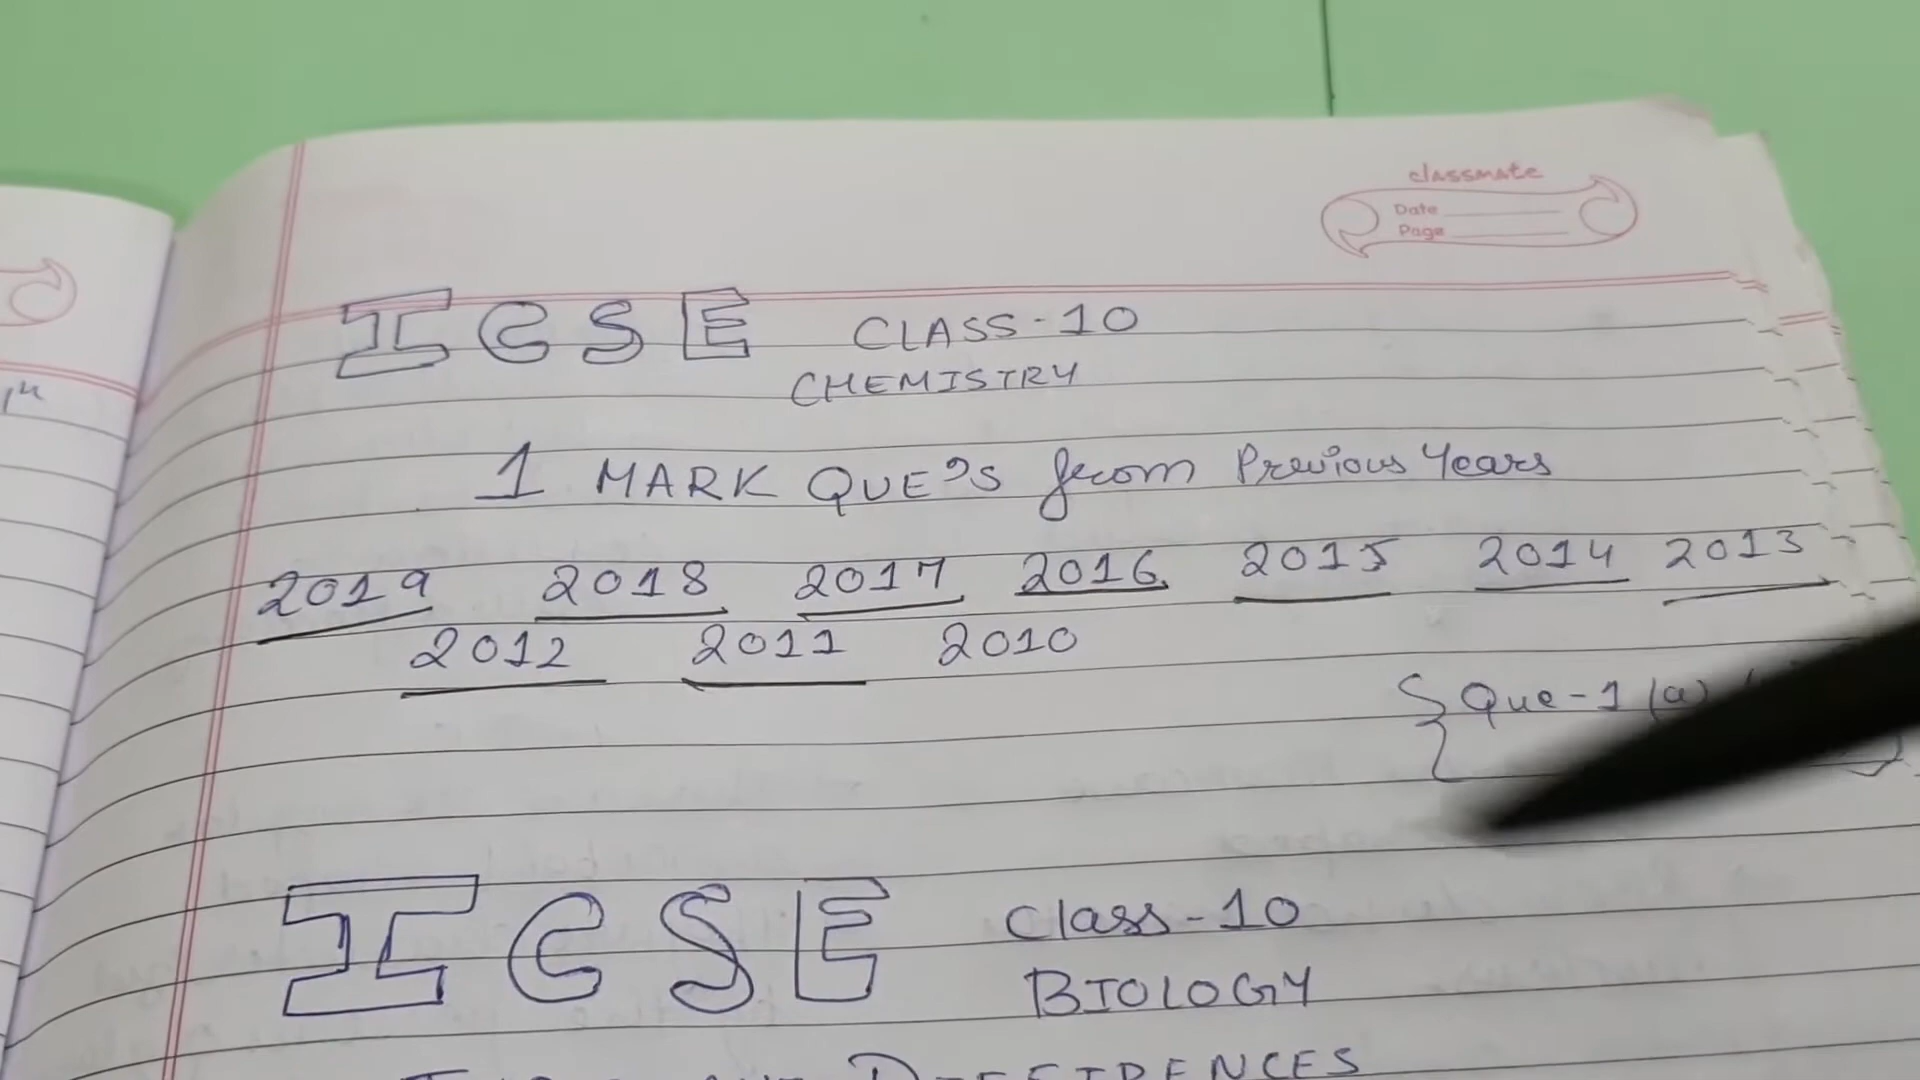 classmate
Date
Page
ICSE CLASS-10
CHEMISTRY
1 MARK QUE'S from Previous Years
2019 2018 2017 2016 2015 2014 2013
2012 2011 2010
Que-1 (a)
ICSE Class-10
BIOLOGY
DIFFERENCES